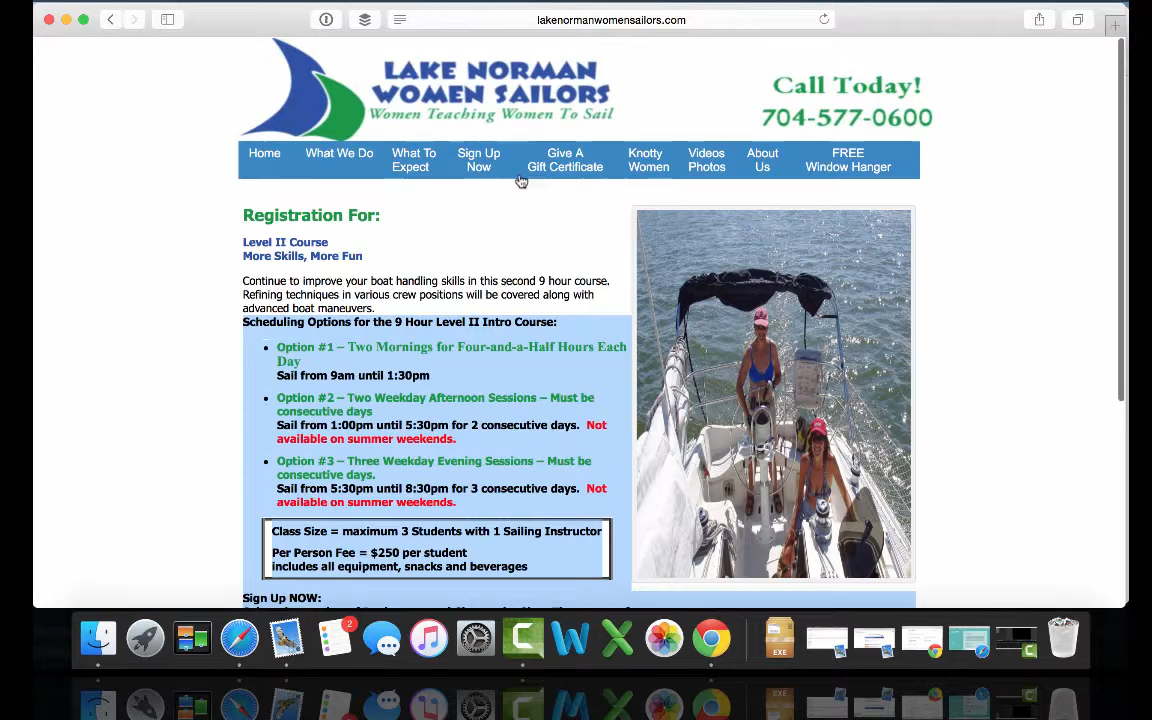 lakenormanwomensailors.com
LAKE NORMAN
WOMEN SAILORS
Women Teaching Women To Sail
Call Today!
704-577-0600
Home
What We Do
What To
Expect
Sign Up
Now
Give A
Gift Certificate
Knotty
Women
Videos
Photos
About
Us
FREE
Window Hanger
Registration For:
Level II Course
More Skills, More Fun
Continue to improve your boat handling skills in this second 9 hour course.
Refining techniques in various crew positions will be covered along with
advanced boat maneuvers.
Scheduling Options for the 9 Hour Level II Intro Course:
Option #1 – Two Mornings for Four-and-a-Half Hours Each
Day
Sail from 9am until 1:30pm
Option #2 – Two Weekday Afternoon Sessions – Must be
consecutive days
Sail from 1:00pm until 5:30pm for 2 consecutive days. Not
available on summer weekends.
Option #3 – Three Weekday Evening Sessions – Must be
consecutive days.
Sail from 5:30pm until 8:30pm for 3 consecutive days. Not
available on summer weekends.
Class Size = maximum 3 Students with 1 Sailing Instructor
Per Person Fee = $250 per student
includes all equipment, snacks and beverages
Sign Up NOW:
2
EXE